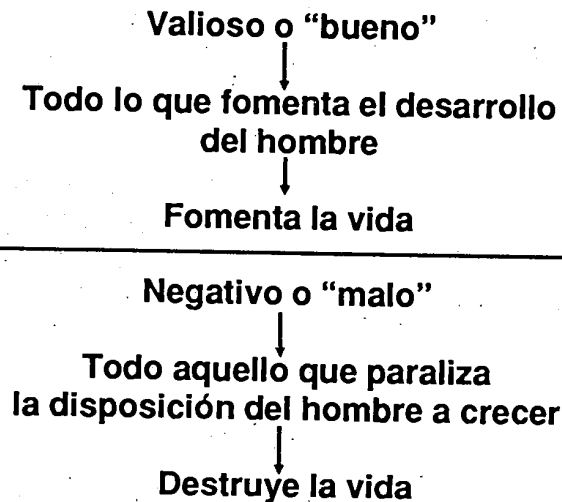 Valioso o “bueno”
Todo lo que fomenta el desarrollo
del hombre
Fomenta la vida
Negativo o “malo”
Todo aquello que paraliza
la disposición del hombre a crecer
Destruye la vida